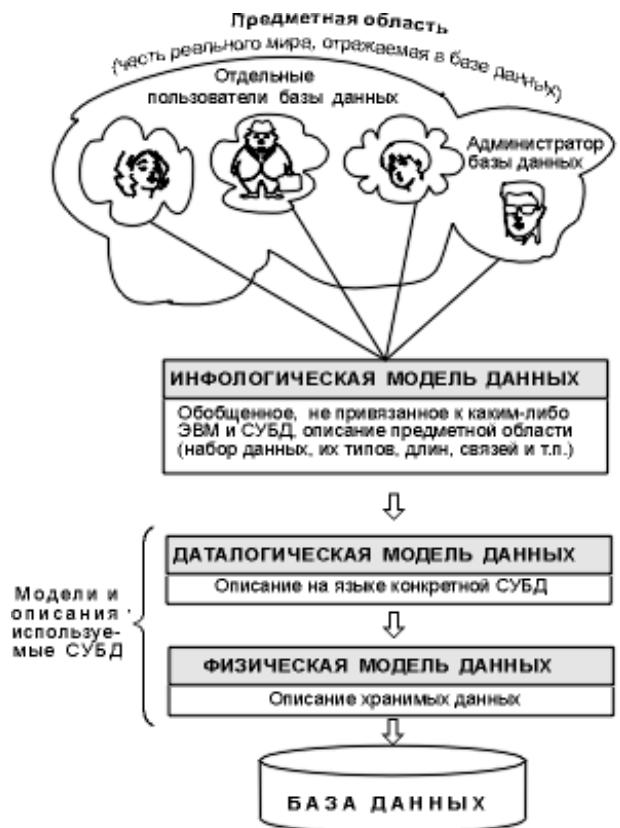 Предметная область
(часть реального мира, отражаемая в базе данных)
Отдельные
пользователи базы данных
Администратор
базы данных
ИНФОЛОГИЧЕСКАЯ МОДЕЛЬ ДАННЫХ
Обобщенное, не привязанное к каким-либо
ЭВМ и СУБД, описание предметной области
(набор данных, их типов, длин, связей и т.п.)
ДАТАЛОГИЧЕСКАЯ МОДЕЛЬ ДАННЫХ
Описание на языке конкретной СУБД
Модели и
описания
используе-
мые СУБД
ФИЗИЧЕСКАЯ МОДЕЛЬ ДАННЫХ
Описание хранимых данных
БАЗА ДАННЫХ